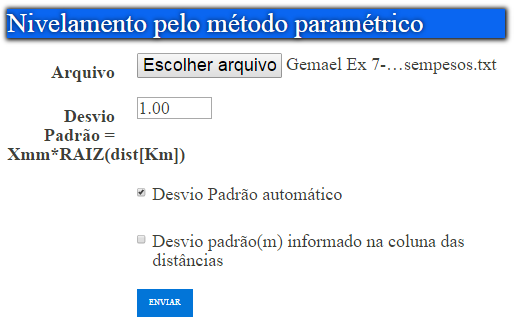 Nivelamento pelo método paramétrico
Arquivo
Escolher arquivo Gemael Ex 7-…sempesos.txt
Desvio
Padrão =
Xmm*RAIZ(dist[Km])
1.00
Desvio Padrão automático
Desvio padrão(m) informado na coluna das
distâncias
ENVIAR